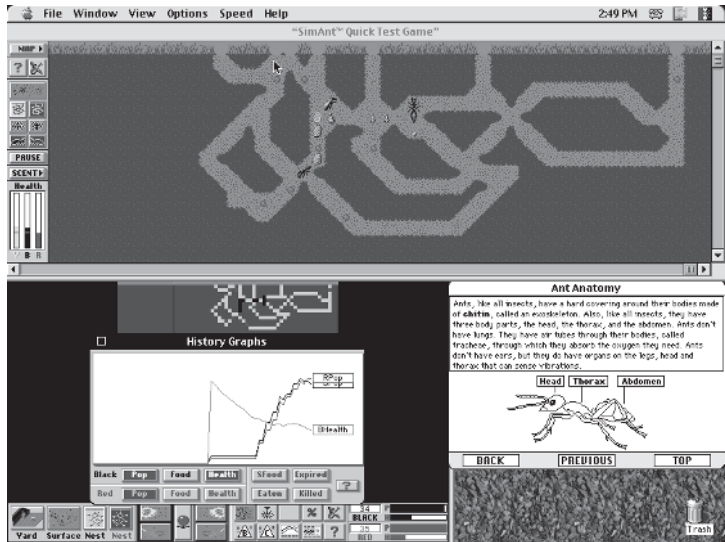 File Window View Options Speed Help 2:49 PM
"SimAnt™ Quick Test Game"
MAP
?
PAUSE
SCENT
Health
Y B R
History Graphs
RPop
BPop
BHealth
Black Pop Food Health SFood Expired
Red Pop Food Health Eaten Killed
?
Yard Surface Nest Nest
?
34
BLACK
35
RED
Ant Anatomy
Ants, like all insects, have a hard covering around their bodies made
of chitin, called an exoskeleton. Also, like all insects, they have
three body parts, the head, the thorax, and the abdomen. Ants don't
have lungs. They have air tubes through their bodies, called
tracheae, through which they absorb the oxygen they need. Ants
don't have ears, but they do have organs on the legs, head and
thorax that can sense vibrations.
Head Thorax Abdomen
BACK PREVIOUS TOP
Trash